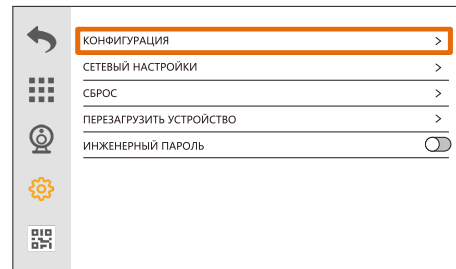 КОНФИГУРАЦИЯ
СЕТЕВЫЙ НАСТРОЙКИ
СБРОС
ПЕРЕЗАГРУЗИТЬ УСТРОЙСТВО
ИНЖЕНЕРНЫЙ ПАРОЛЬ